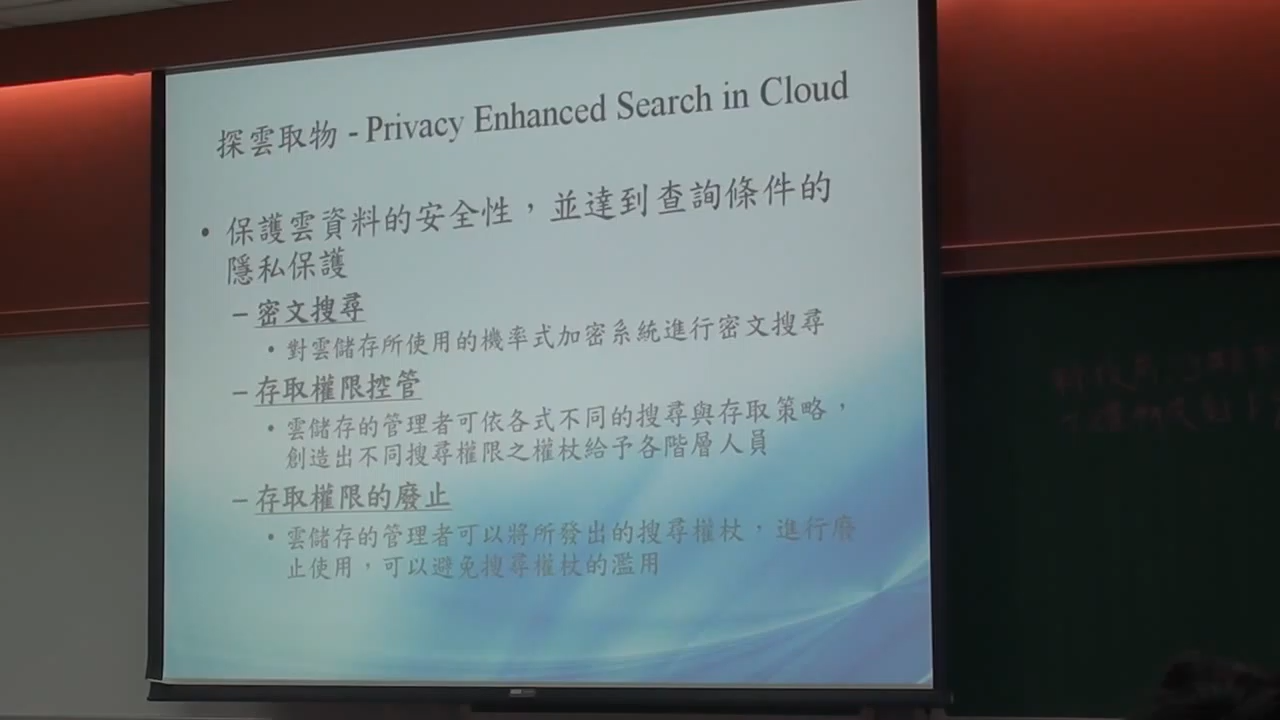 探雲取物 - Privacy Enhanced Search in Cloud
• 保護雲資料的安全性，並達到查詢條件的
隱私保護
– 密文搜尋
• 對雲儲存所使用的機率式加密系統進行密文搜尋
– 存取權限控管
• 雲儲存的管理者可依各式不同的搜尋與存取策略，
創造出不同搜尋權限之權杖給予各階層人員
– 存取權限的廢止
• 雲儲存的管理者可以將所發出的搜尋權杖，進行廢
止使用，可以避免搜尋權杖的濫用